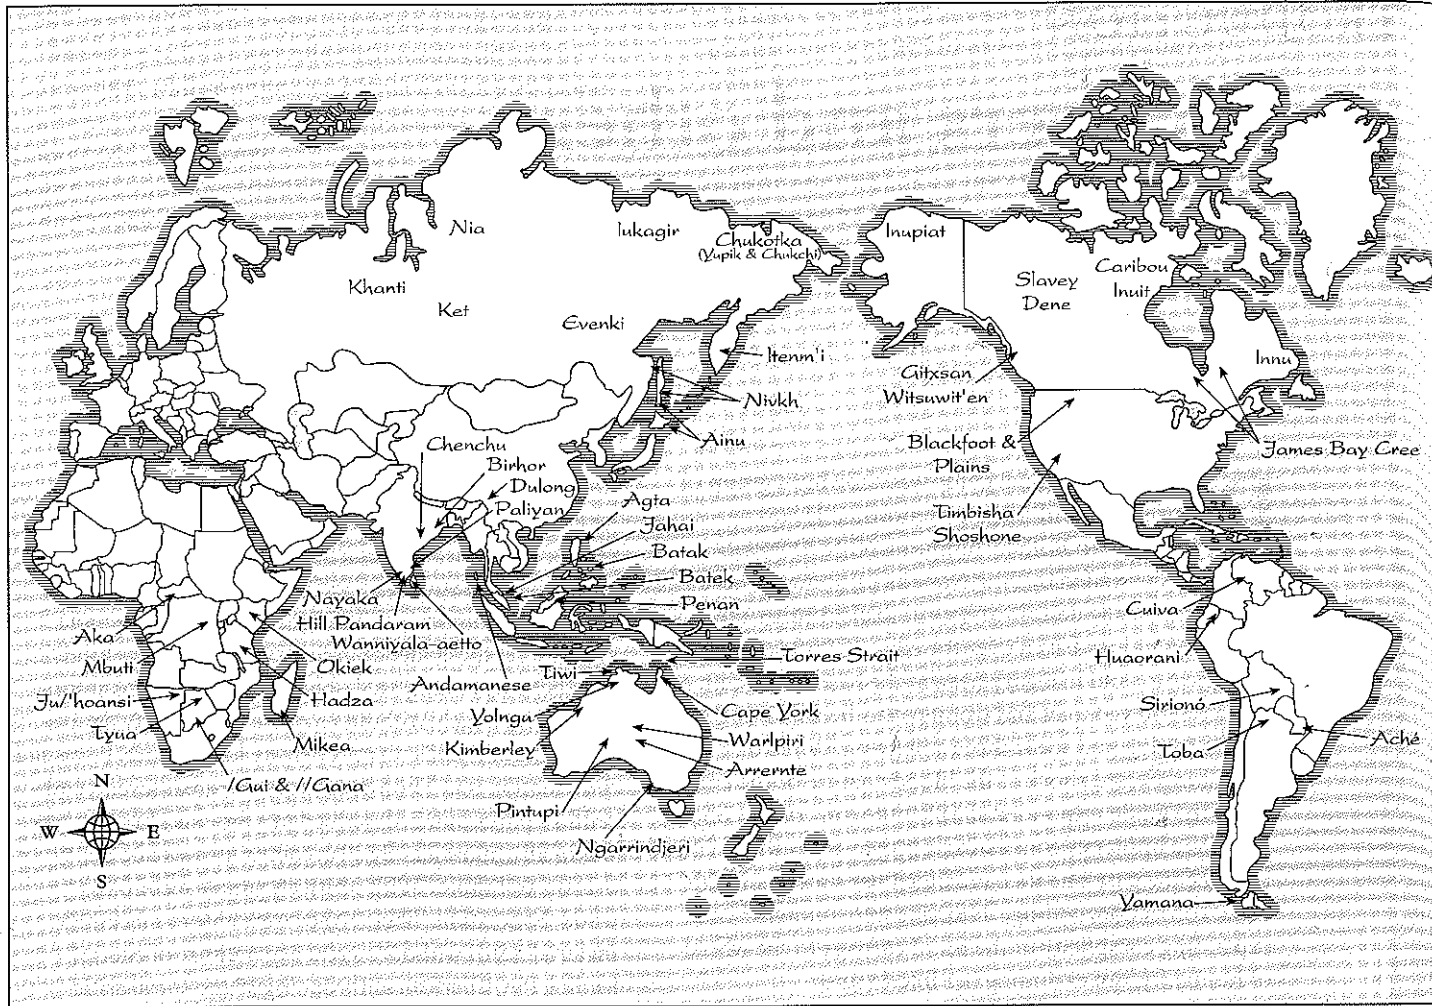 Nia
Iukagir
Chukotka
(Yupik & Chukchi)
Inupiat
Khanti
Ket
Evenki
Slavey
Dene
Caribou
Inuit
Itenm'i
Nivkh
Ainu
Gitxsan
Witsuwit'en
Innu
Blackfoot &
Plains
James Bay Cree
Timbisha
Shoshone
Chenchu
Birhor
Dulong
Paliyan
Agta
Jahai
Batak
Batek
Penan
Nayaka
Hill Pandaram
Wanniyala-aetto
Andamanese
Aka
Mbuti
Okiek
Ju/'hoansi
Hadza
Tyua
Mikea
/Gui & //Gana
Tiwi
Torres Strait
Yolngu
Cape York
Kimberley
Warlpiri
Arrernte
Pintupi
Ngarrindjeri
Cuiva
Huaorani
Sirionó
Toba
Aché
Yamana
N
W E
S